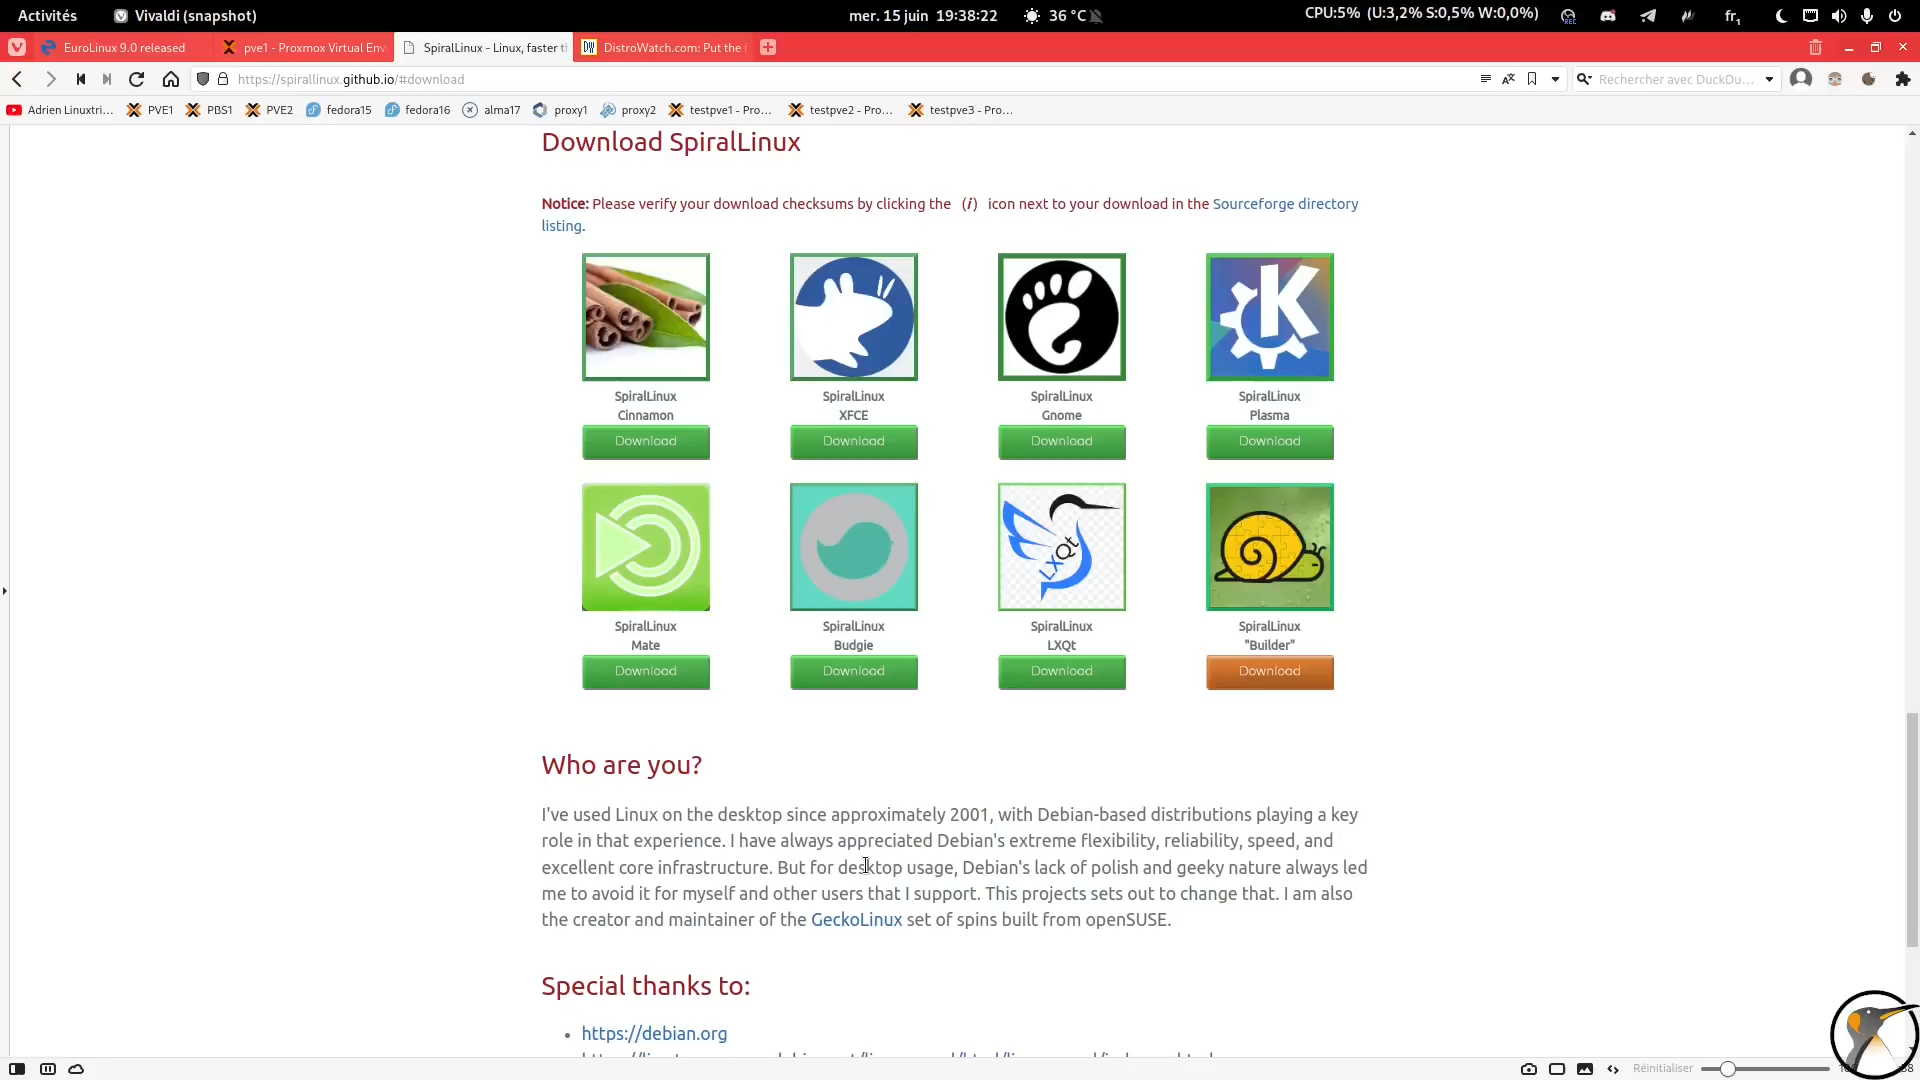 Activités Vivaldi (snapshot) mer. 15 juin 19:38:22 36 °C CPU:5% (U:3,2% S:0,5% W:0,0%) fr₁
EuroLinux 9.0 released pve1 - Proxmox Virtual Env SpiralLinux - Linux, faster t DistroWatch.com: Put the f
https://spirallinux.github.io/#download Rechercher avec DuckDu...
Adrien Linuxtri... PVE1 PBS1 PVE2 fedora15 fedora16 alma17 proxy1 proxy2 testpve1 - Pro... testpve2 - Pro... testpve3 - Pro...
Download SpiralLinux
Notice: Please verify your download checksums by clicking the (i) icon next to your download in the Sourceforge directory
listing.
SpiralLinux SpiralLinux SpiralLinux SpiralLinux
Cinnamon XFCE Gnome Plasma
Download Download Download Download
LXQt
SpiralLinux SpiralLinux SpiralLinux SpiralLinux
Mate Budgie LXQt "Builder"
Download Download Download Download
Who are you?
I've used Linux on the desktop since approximately 2001, with Debian-based distributions playing a key
role in that experience. I have always appreciated Debian's extreme flexibility, reliability, speed, and
excellent core infrastructure. But for desktop usage, Debian's lack of polish and geeky nature always led
me to avoid it for myself and other users that I support. This projects sets out to change that. I am also
the creator and maintainer of the GeckoLinux set of spins built from openSUSE.
Special thanks to:
https://debian.org
Réinitialiser